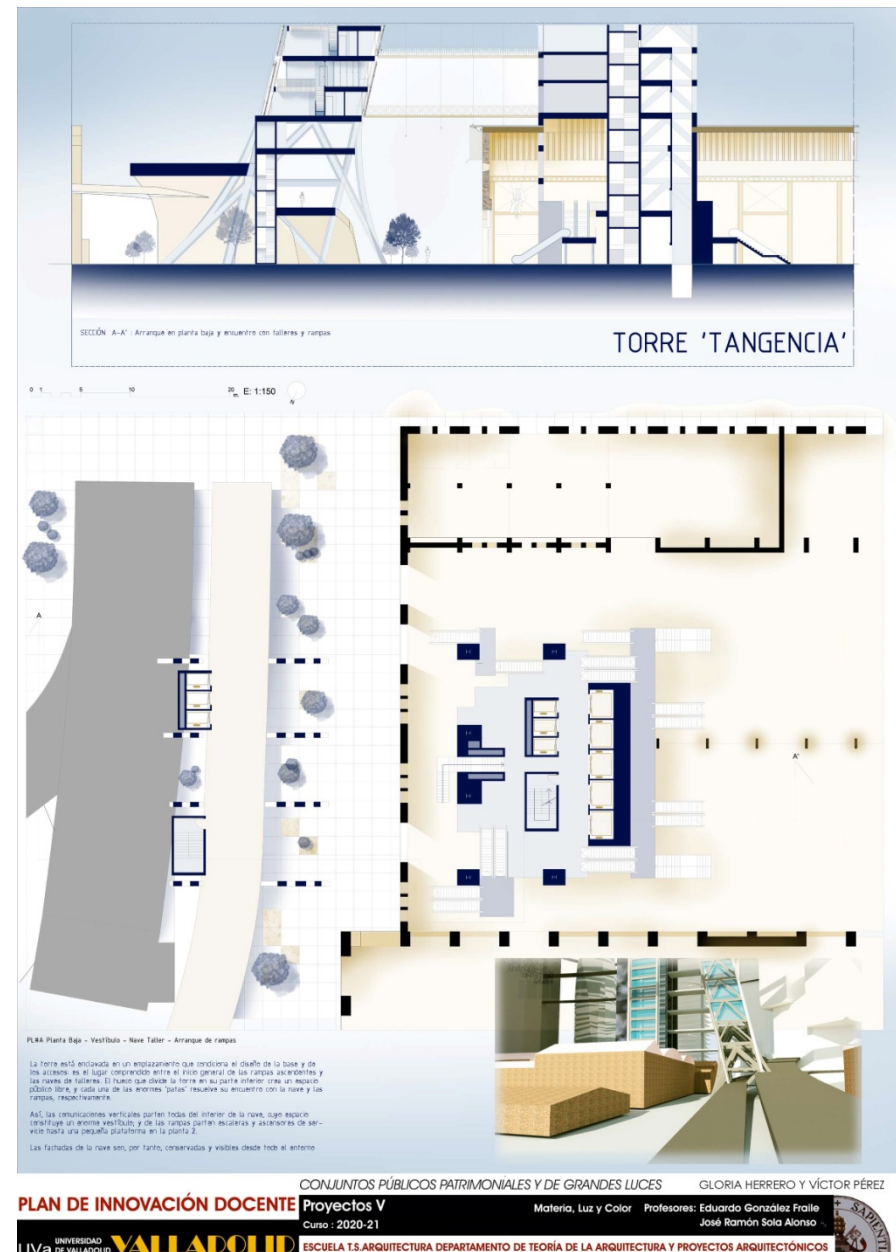 SECCIÓN A-A' : Arranque en planta baja y encuentro con talleres y rampas
TORRE 'TANGENCIA'
0 1 5 10 20 m. E: 1:150
N
A
A'
PLHA Planta Baja - Vestíbulo - Nave Taller - Arranque de rampas
La torre está enclavada en un emplazamiento que condiciona el diseño de la base y de
los accesos: es el lugar comprendido entre el inicio general de las rampas ascendentes y
las naves de talleres. El hueco que divide la torre en su parte inferior crea un espacio
público libre, y cada una de las enormes 'patas' resuelve su encuentro con la nave y las
rampas, respectivamente.
Así, las comunicaciones verticales parten todas del interior de la nave, cuyo espacio
constituye un enorme vestíbulo; y de las rampas parten escaleras y ascensores de ser-
vicio hasta una pequeña plataforma en la planta 2.
Las fachadas de la nave son, por tanto, conservadas y visibles desde todo el entorno
CONJUNTOS PÚBLICOS PATRIMONIALES Y DE GRANDES LUCES GLORIA HERRERO Y VÍCTOR PÉREZ
PLAN DE INNOVACIÓN DOCENTE Proyectos V Materia, Luz y Color Profesores: Eduardo González Fraile
Curso : 2020-21 José Ramón Sola Alonso
UVa UNIVERSIDAD DE VALLADOLID VALLADOLID ESCUELA T.S.ARQUITECTURA DEPARTAMENTO DE TEORÍA DE LA ARQUITECTURA Y PROYECTOS ARQUITECTÓNICOS
SAPIENTE